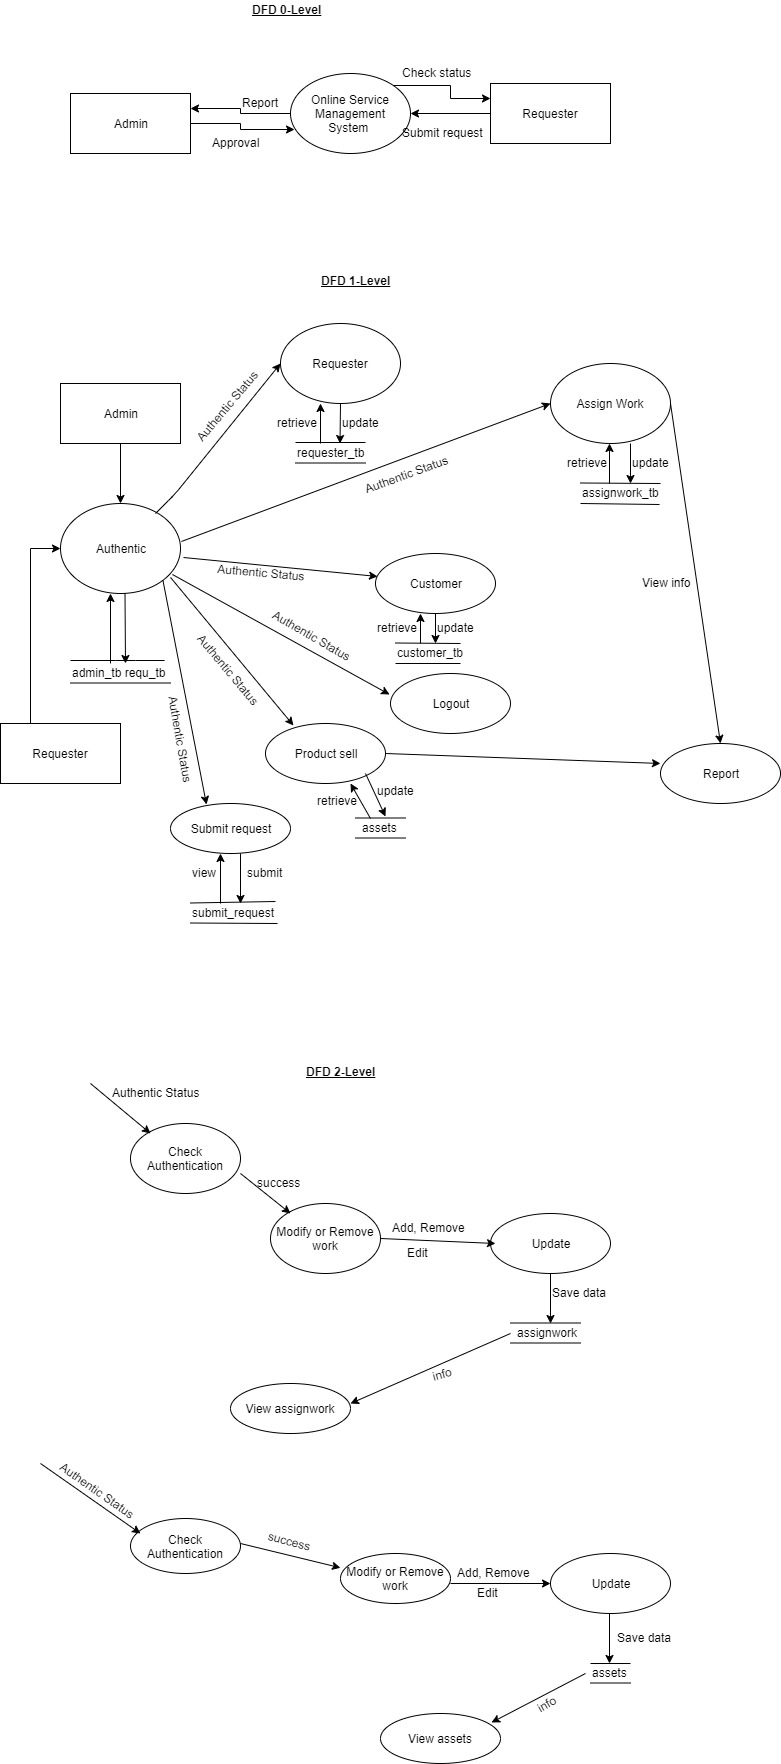 DFD 0-Level
Check status
Online Service
Management
System
Report
Admin
Requester
Approval
Submit request
DFD 1-Level
Requester
Authentic Status
Admin
Assign Work
retrieve
update
requester_tb
Authentic Status
retrieve
update
assignwork_tb
Authentic
Authentic Status
Customer
View info
retrieve
update
customer_tb
Authentic Status
Authentic Status
admin_tb requ_tb
Logout
Authentic Status
Requester
Product sell
Report
retrieve
update
assets
Submit request
view
submit
submit_request
DFD 2-Level
Authentic Status
Check
Authentication
success
Modify or Remove
work
Add, Remove
Edit
Update
Save data
assignwork
info
View assignwork
Authentic Status
Check
Authentication
success
Modify or Remove
work
Add, Remove
Edit
Update
Save data
assets
info
View assets